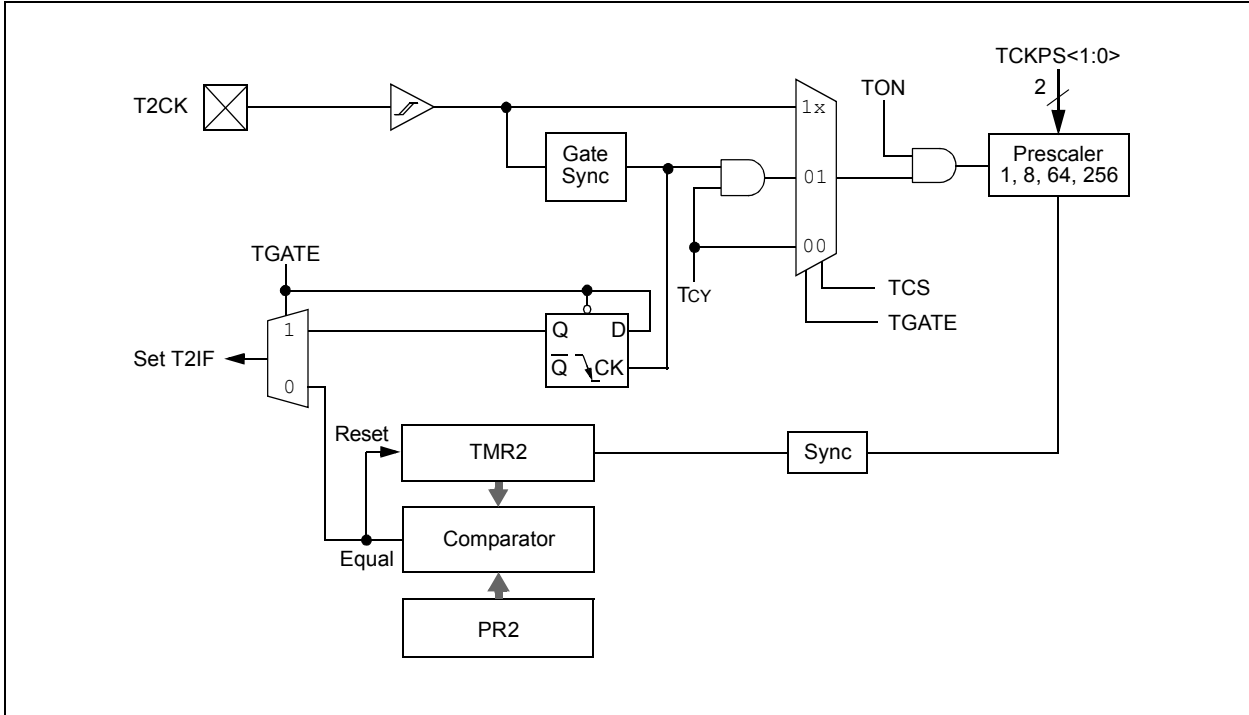 TCKPS<1:0>
2
T2CK
1x
TON
Gate
Sync
Prescaler
1, 8, 64, 256
01
00
TGATE
TCY
TCS
TGATE
1
Q
D
Set T2IF
Q
CK
0
Reset
TMR2
Sync
Comparator
Equal
PR2